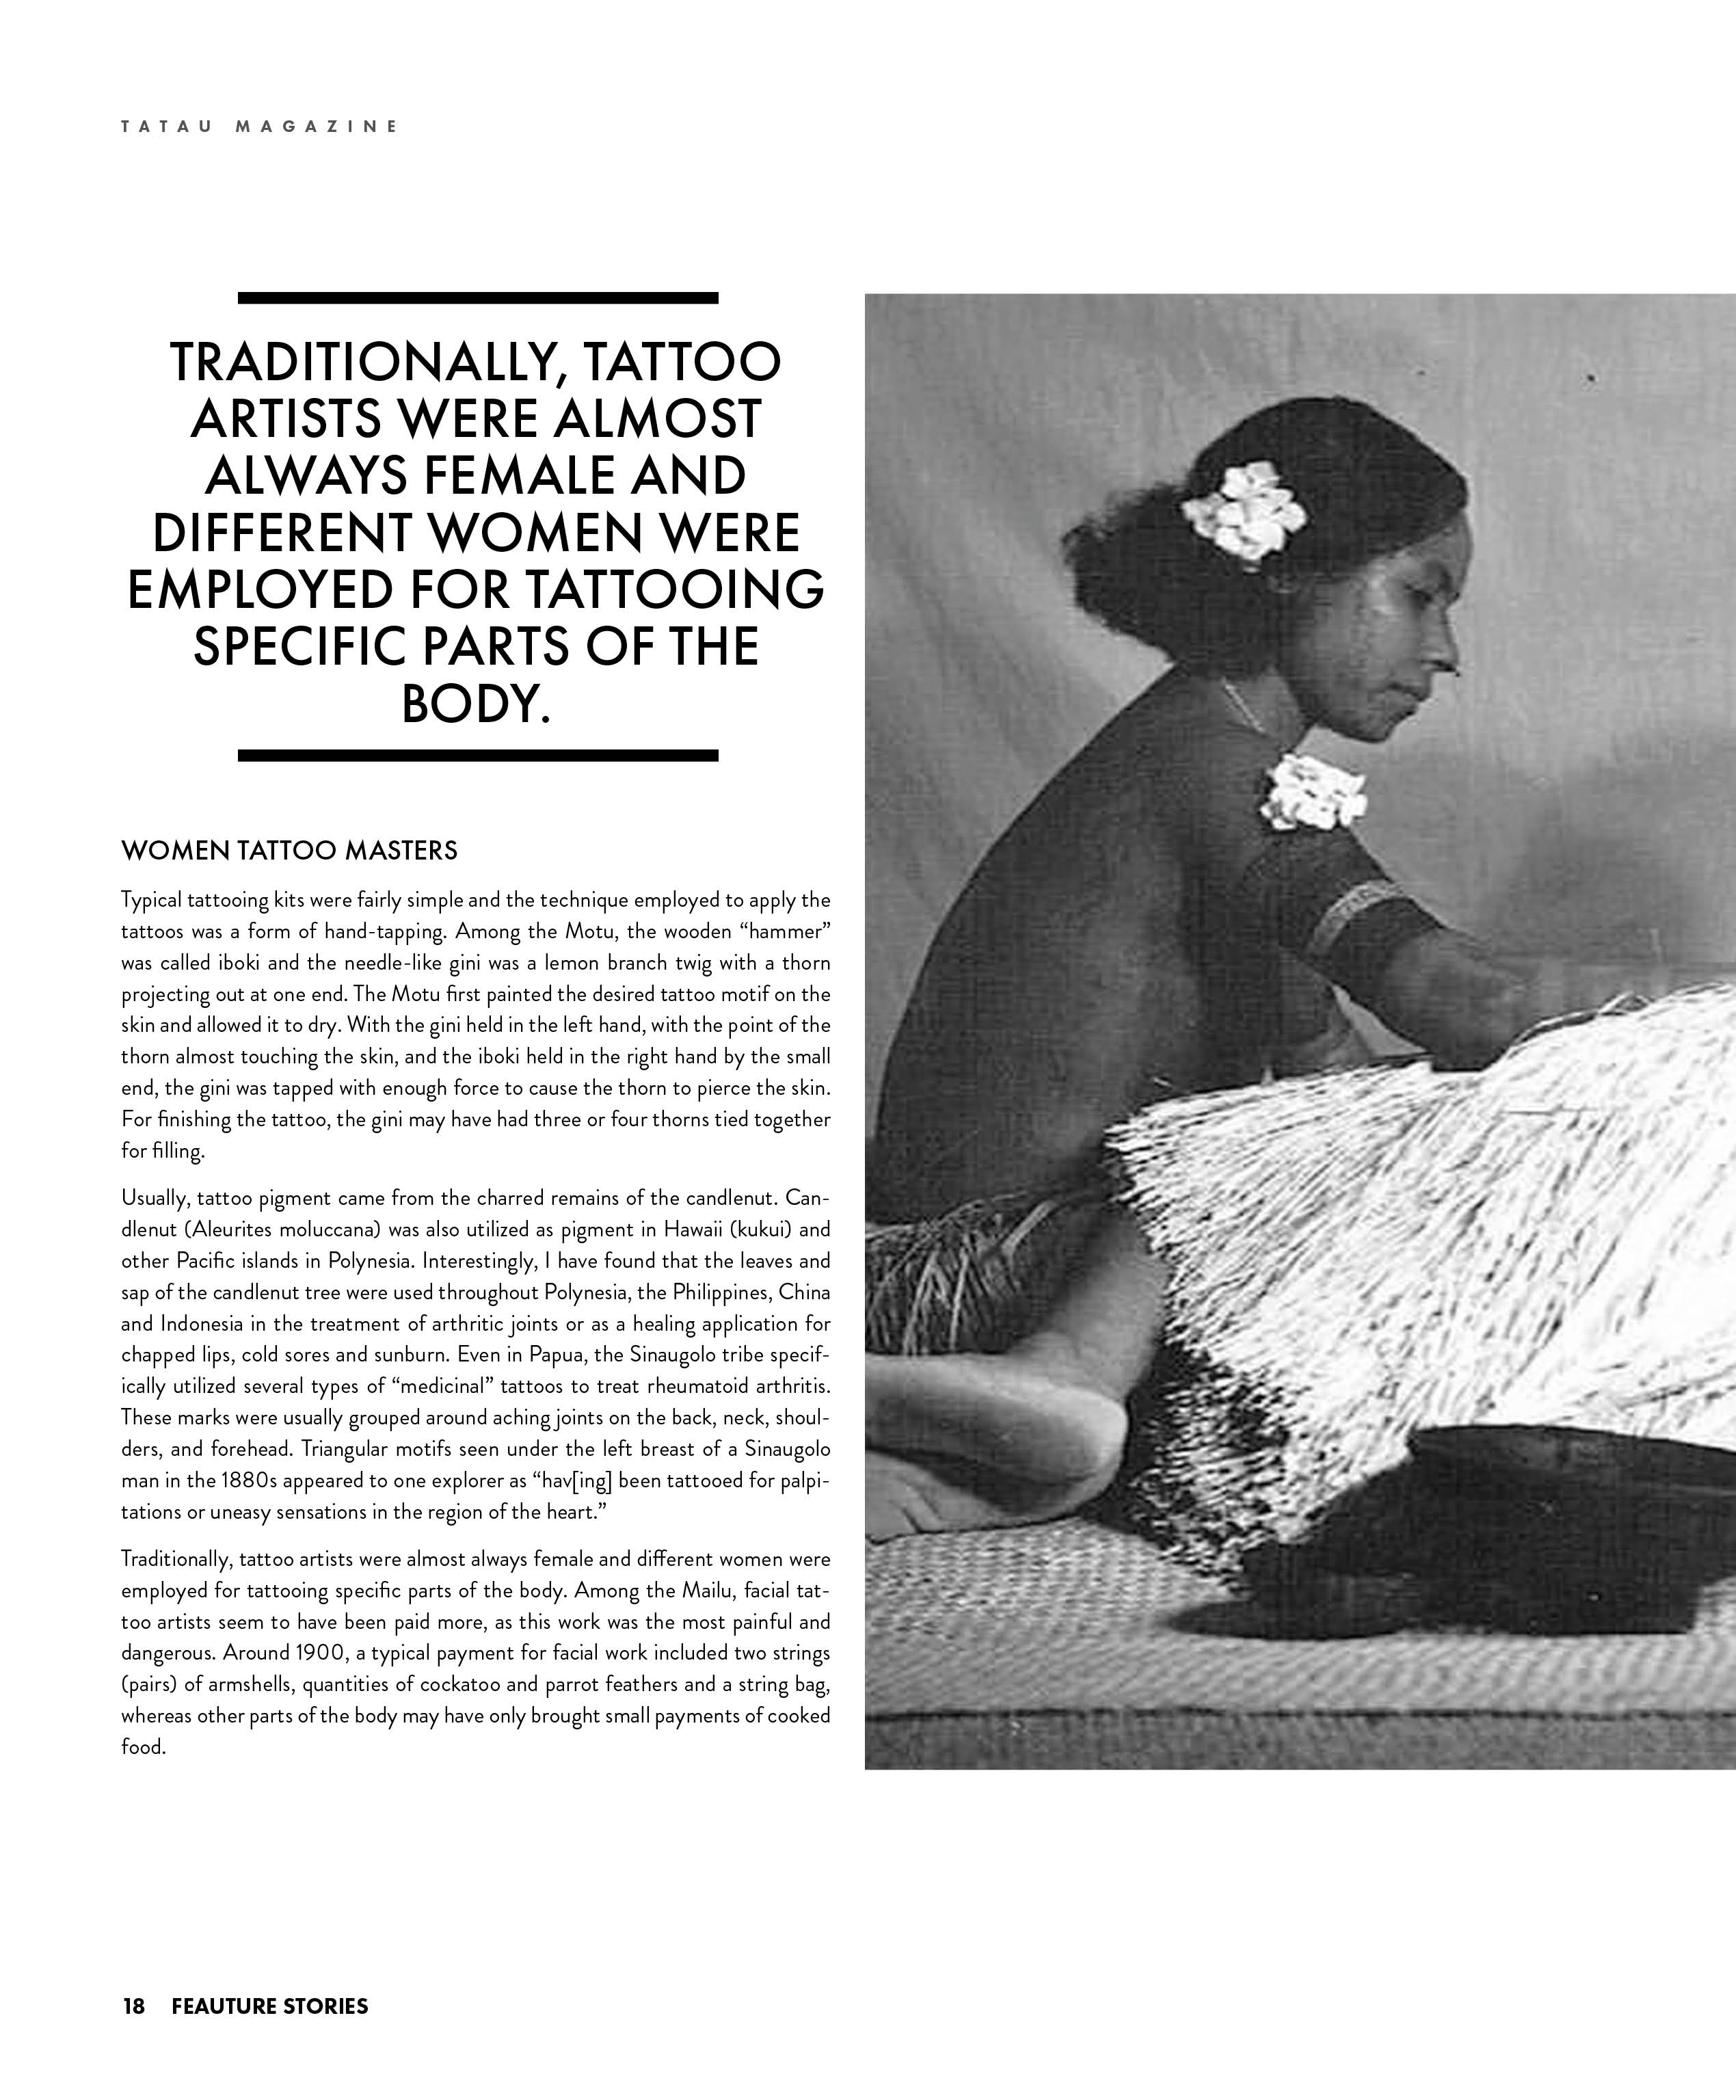 TATAU MAGAZINE
TRADITIONALLY, TATTOO
ARTISTS WERE ALMOST
ALWAYS FEMALE AND
DIFFERENT WOMEN WERE
EMPLOYED FOR TATTOOING
SPECIFIC PARTS OF THE
BODY.
WOMEN TATTOO MASTERS
Typical tattooing kits were fairly simple and the technique employed to apply the
tattoos was a form of hand-tapping. Among the Motu, the wooden “hammer”
was called iboki and the needle-like gini was a lemon branch twig with a thorn
projecting out at one end. The Motu first painted the desired tattoo motif on the
skin and allowed it to dry. With the gini held in the left hand, with the point of the
thorn almost touching the skin, and the iboki held in the right hand by the small
end, the gini was tapped with enough force to cause the thorn to pierce the skin.
For finishing the tattoo, the gini may have had three or four thorns tied together
for filling.
Usually, tattoo pigment came from the charred remains of the candlenut. Can-
dlenut (Aleurites moluccana) was also utilized as pigment in Hawaii (kukui) and
other Pacific islands in Polynesia. Interestingly, I have found that the leaves and
sap of the candlenut tree were used throughout Polynesia, the Philippines, China
and Indonesia in the treatment of arthritic joints or as a healing application for
chapped lips, cold sores and sunburn. Even in Papua, the Sinaugolo tribe specif-
ically utilized several types of “medicinal” tattoos to treat rheumatoid arthritis.
These marks were usually grouped around aching joints on the back, neck, shoul-
ders, and forehead. Triangular motifs seen under the left breast of a Sinaugolo
man in the 1880s appeared to one explorer as “hav[ing] been tattooed for palpi-
tations or uneasy sensations in the region of the heart.”
Traditionally, tattoo artists were almost always female and different women were
employed for tattooing specific parts of the body. Among the Mailu, facial tat-
too artists seem to have been paid more, as this work was the most painful and
dangerous. Around 1900, a typical payment for facial work included two strings
(pairs) of armshells, quantities of cockatoo and parrot feathers and a string bag,
whereas other parts of the body may have only brought small payments of cooked
food.
18 FEAUTURE STORIES